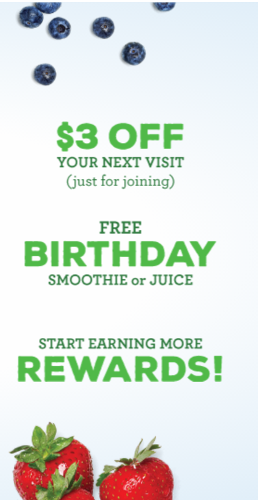 $3 OFF
YOUR NEXT VISIT
(just for joining)
FREE
BIRTHDAY
SMOOTHIE or JUICE
START EARNING MORE
REWARDS!